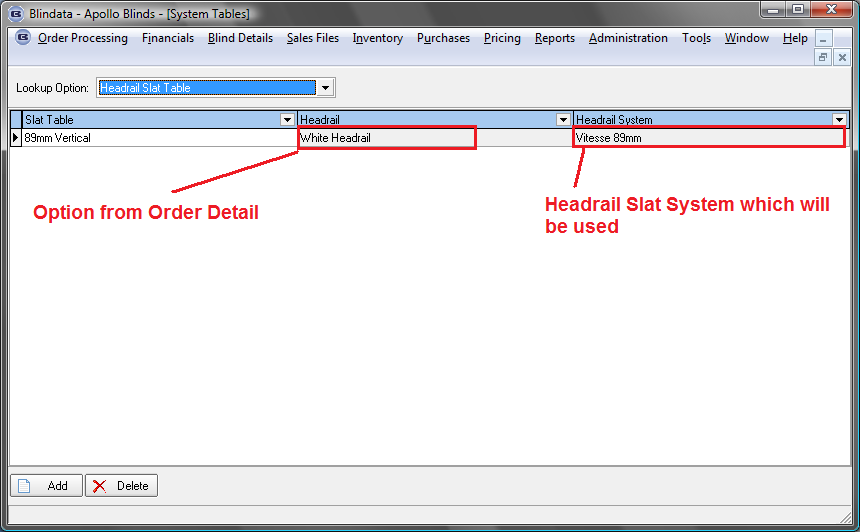 Blindata - Apollo Blinds - [System Tables]
Order Processing Financials Blind Details Sales Files Inventory Purchases Pricing Reports Administration Tools Window Help
Lookup Option: Headrail Slat Table
Slat Table Headrail Headrail System
89mm Vertical White Headrail Vitesse 89mm
Option from Order Detail
Headrail Slat System which will
be used
Add Delete